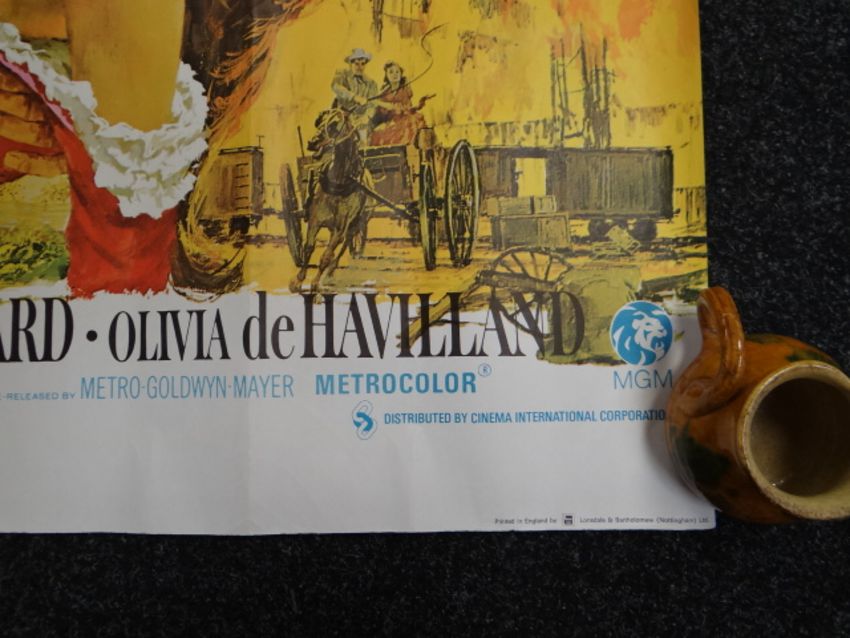 ARD · OLIVIA de HAVILLAND
E-RELEASED BY METRO-GOLDWYN-MAYER METROCOLOR®
MGM
DISTRIBUTED BY CINEMA INTERNATIONAL CORPORATIO
Printed in England by Lonsdale & Bartholomew (Nottingham) Ltd.